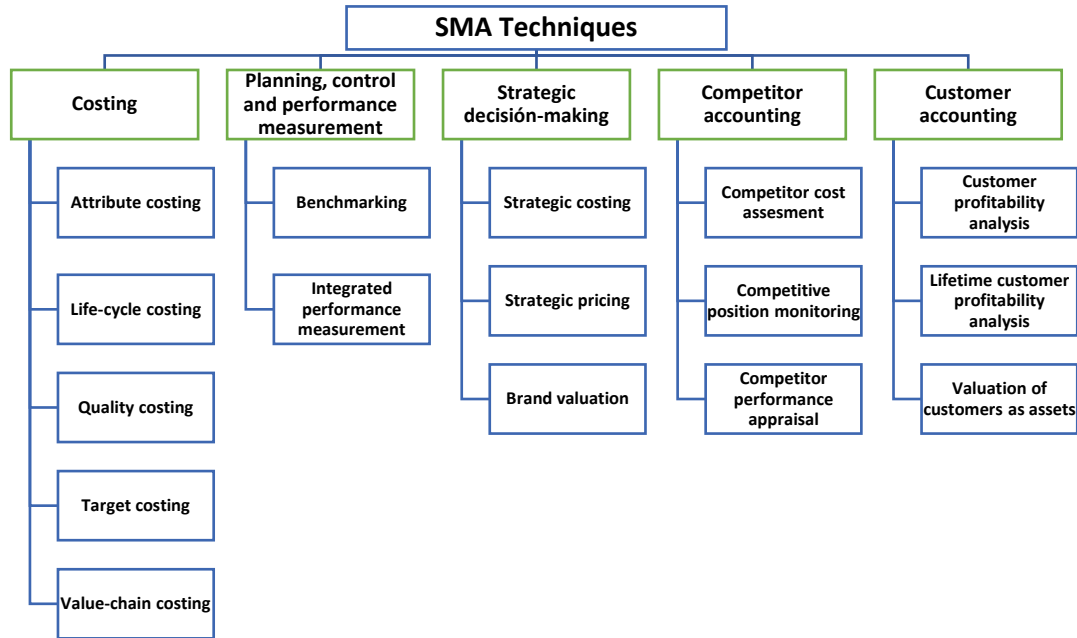 SMA Techniques
Costing
Planning, control
and performance
measurement
Strategic
decisión-making
Competitor
accounting
Customer
accounting
Attribute costing
Life-cycle costing
Quality costing
Target costing
Value-chain costing
Benchmarking
Integrated
performance
measurement
Strategic costing
Strategic pricing
Brand valuation
Competitor cost
assesment
Competitive
position monitoring
Competitor
performance
appraisal
Customer
profitability
analysis
Lifetime customer
profitability
analysis
Valuation of
customers as assets